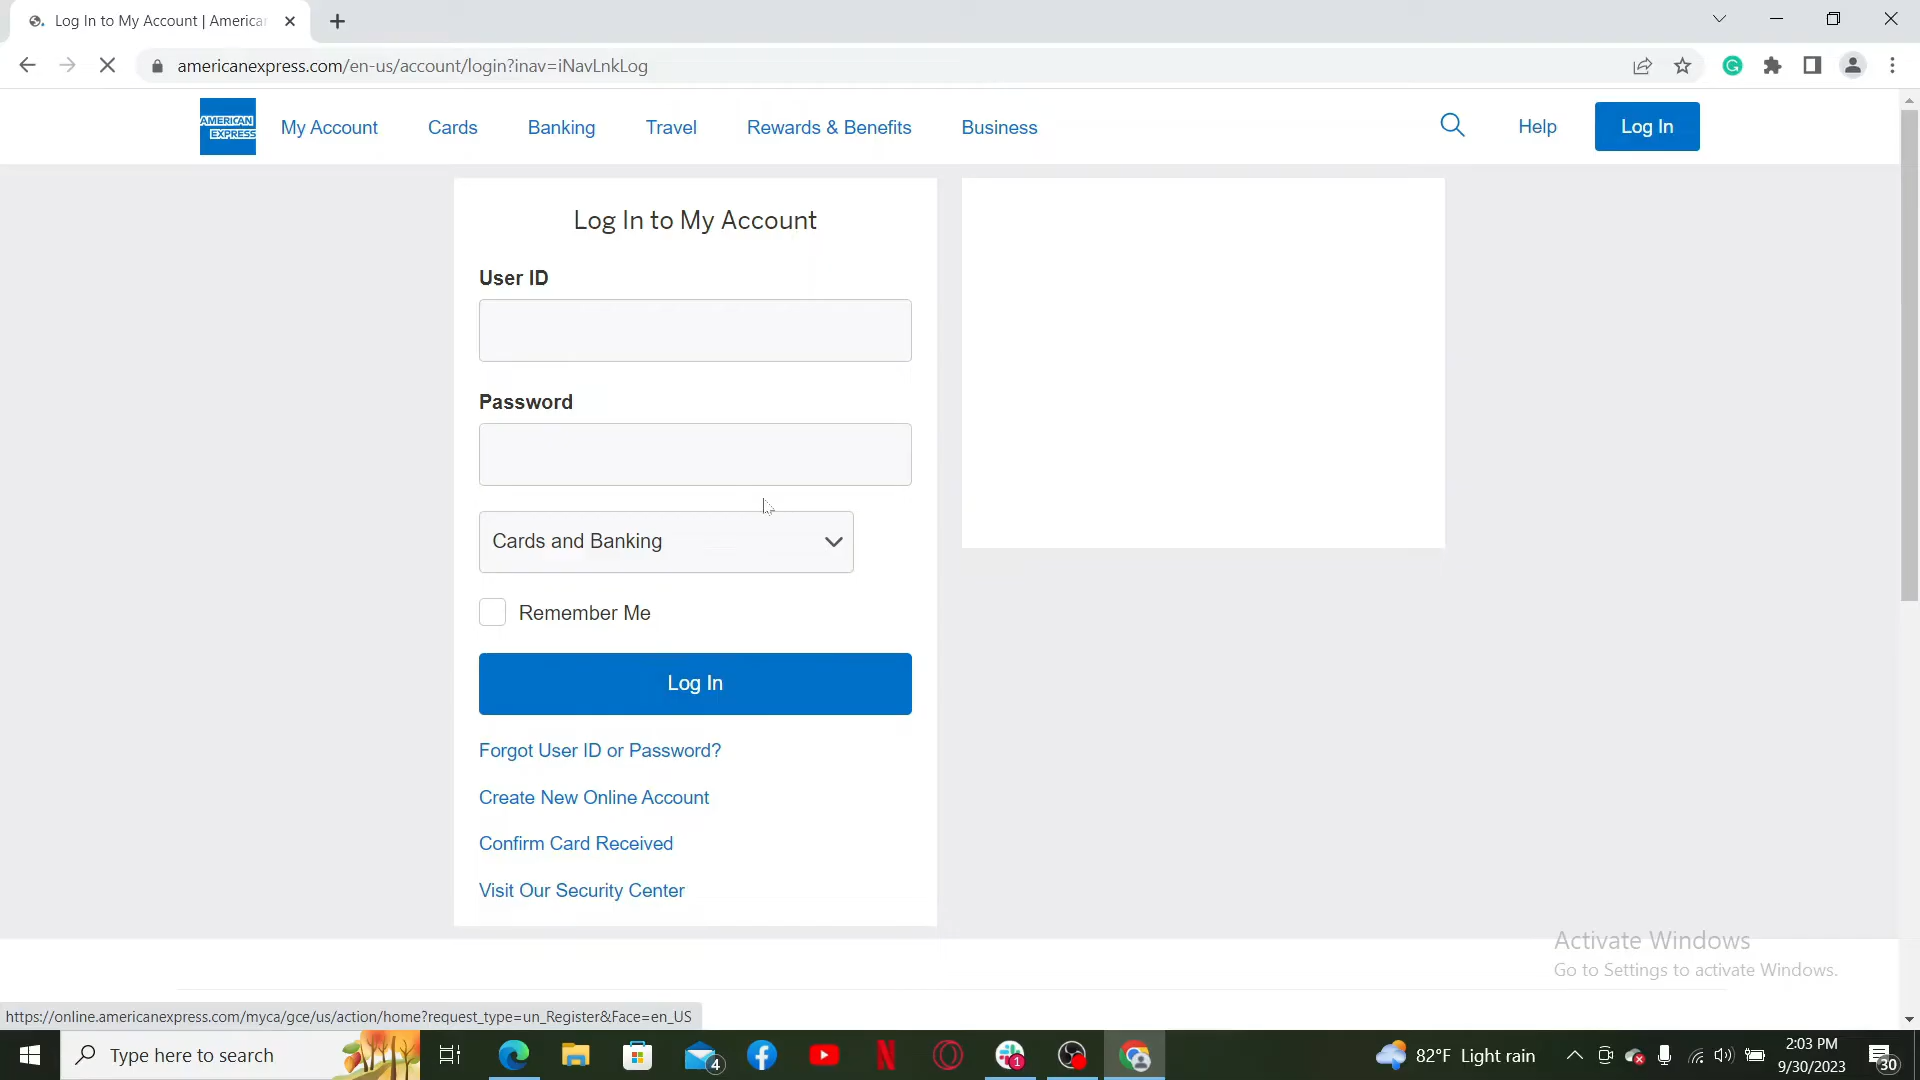 Log In to My Account | America
americanexpress.com/en-us/account/login?inav=iNavLnkLog
AMERICAN EXPRESS
My Account
Cards
Banking
Travel
Rewards & Benefits
Business
Help
Log In
Log In to My Account
User ID
Password
Cards and Banking
Remember Me
Log In
Forgot User ID or Password?
Create New Online Account
Confirm Card Received
Visit Our Security Center
Activate Windows
Go to Settings to activate Windows.
https://online.americanexpress.com/myca/gce/us/action/home?request_type=un_Register&Face=en_US
Type here to search
4
1
82°F Light rain
2:03 PM
9/30/2023
30